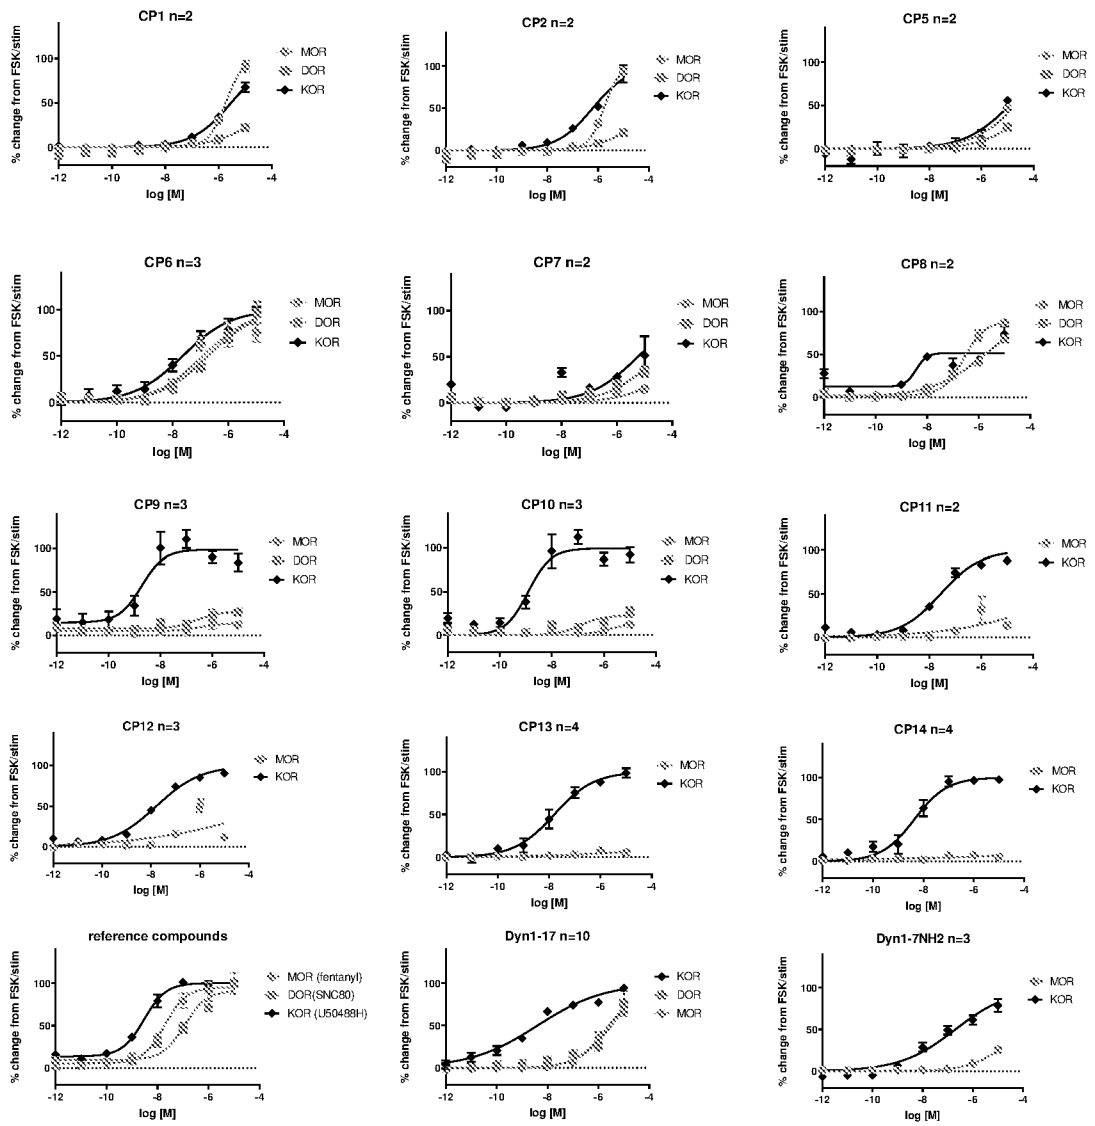 CP1 n=2
% change from FSK/stim
100
50
0
-12 -10 -8 -6 -4
log [M]
MOR
DOR
KOR
CP2 n=2
% change from FSK/stim
100
50
0
-12 -10 -8 -6 -4
log [M]
MOR
DOR
KOR
CP5 n=2
% change from FSK/stim
100
50
0
-12 -10 -8 -6 -4
log [M]
MOR
DOR
KOR
CP6 n=3
% change from FSK/stim
100
50
0
-12 -10 -8 -6 -4
log [M]
MOR
DOR
KOR
CP7 n=2
% change from FSK/stim
100
50
0
-12 -10 -8 -6 -4
log [M]
MOR
DOR
KOR
CP8 n=2
% change from FSK/stim
100
50
0
-12 -10 -8 -6 -4
log [M]
MOR
DOR
KOR
CP9 n=3
% change from FSK/stim
100
50
0
-12 -10 -8 -6 -4
log [M]
MOR
DOR
KOR
CP10 n=3
% change from FSK/stim
100
50
0
-12 -10 -8 -6 -4
log [M]
MOR
DOR
KOR
CP11 n=2
% change from FSK/stim
100
50
0
-12 -10 -8 -6 -4
log [M]
MOR
KOR
CP12 n=3
% change from FSK/stim
100
50
0
-12 -10 -8 -6 -4
log [M]
MOR
KOR
CP13 n=4
% change from FSK/stim
100
50
0
-12 -10 -8 -6 -4
log [M]
MOR
KOR
CP14 n=4
% change from FSK/stim
100
50
0
-12 -10 -8 -6 -4
log [M]
MOR
KOR
reference compounds
% change from FSK/stim
100
50
0
-12 -10 -8 -6 -4
log [M]
MOR (fentanyl)
DOR(SNC80)
KOR (U50488H)
Dyn1-17 n=10
% change from FSK/stim
100
50
0
-12 -10 -8 -6 -4
log [M]
KOR
DOR
MOR
Dyn1-7NH2 n=3
% change from FSK/stim
100
50
0
-12 -10 -8 -6 -4
log [M]
MOR
KOR